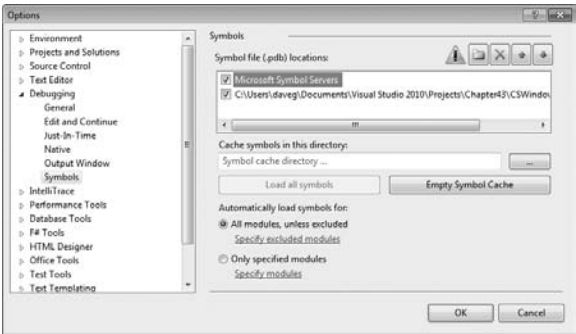 Options
Environment
Projects and Solutions
Source Control
Text Editor
Debugging
General
Edit and Continue
Just-In-Time
Native
Output Window
Symbols
IntelliTrace
Performance Tools
Database Tools
F# Tools
HTML Designer
Office Tools
Test Tools
Text Templating
Symbols
Symbol file (.pdb) locations:
Microsoft Symbol Servers
C:\Users\daveg\Documents\Visual Studio 2010\Projects\Chapter43\CSWindov
Cache symbols in this directory:
Symbol cache directory ...
...
Load all symbols
Empty Symbol Cache
Automatically load symbols for:
All modules, unless excluded
Specify excluded modules
Only specified modules
Specify modules
OK
Cancel